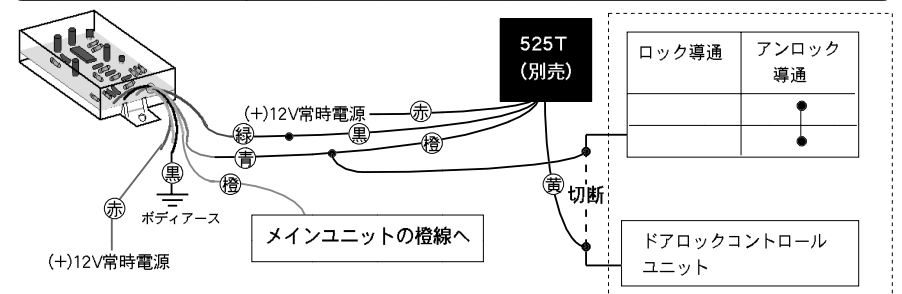 525T
(別売)
ロック導通
アンロック
導通
(+)12V常時電源
赤
緑
黒
青
橙
黒
橙
黄
切断
赤
ボディアース
メインユニットの橙線へ
ドアロックコントロール
ユニット
(+)12V常時電源